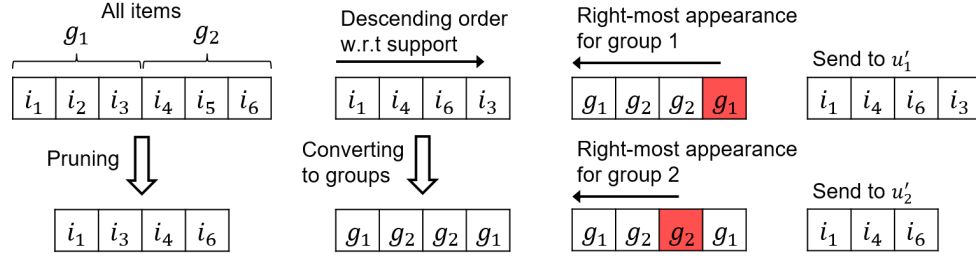 All items
g₁ g₂
i₁ i₂ i₃ i₄ i₅ i₆
Pruning
i₁ i₃ i₄ i₆
Descending order
w.r.t support
i₁ i₄ i₆ i₃
Converting
to groups
g₁ g₂ g₂ g₁
Right-most appearance
for group 1
g₁ g₂ g₂ g₁
Right-most appearance
for group 2
g₁ g₂ g₂ g₁
Send to u′₁
i₁ i₄ i₆ i₃
Send to u′₂
i₁ i₄ i₆